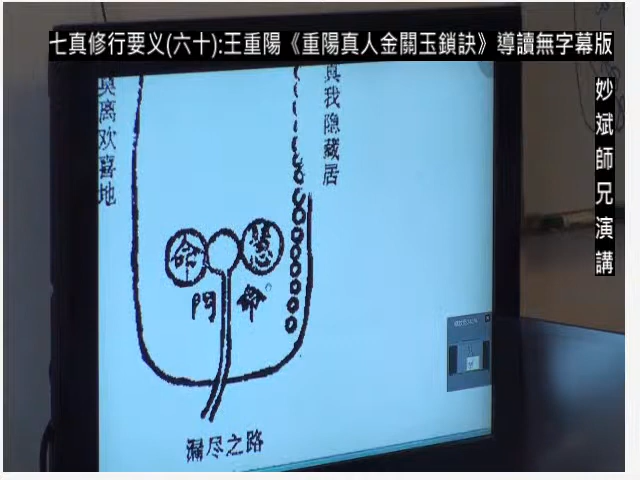 七真修行要义(六十):王重陽《重陽真人金關玉鎖訣》導讀無字幕版
妙斌師兄演講
真我隐藏居
與离欢喜地
命 慧
門 命
漏尽之路